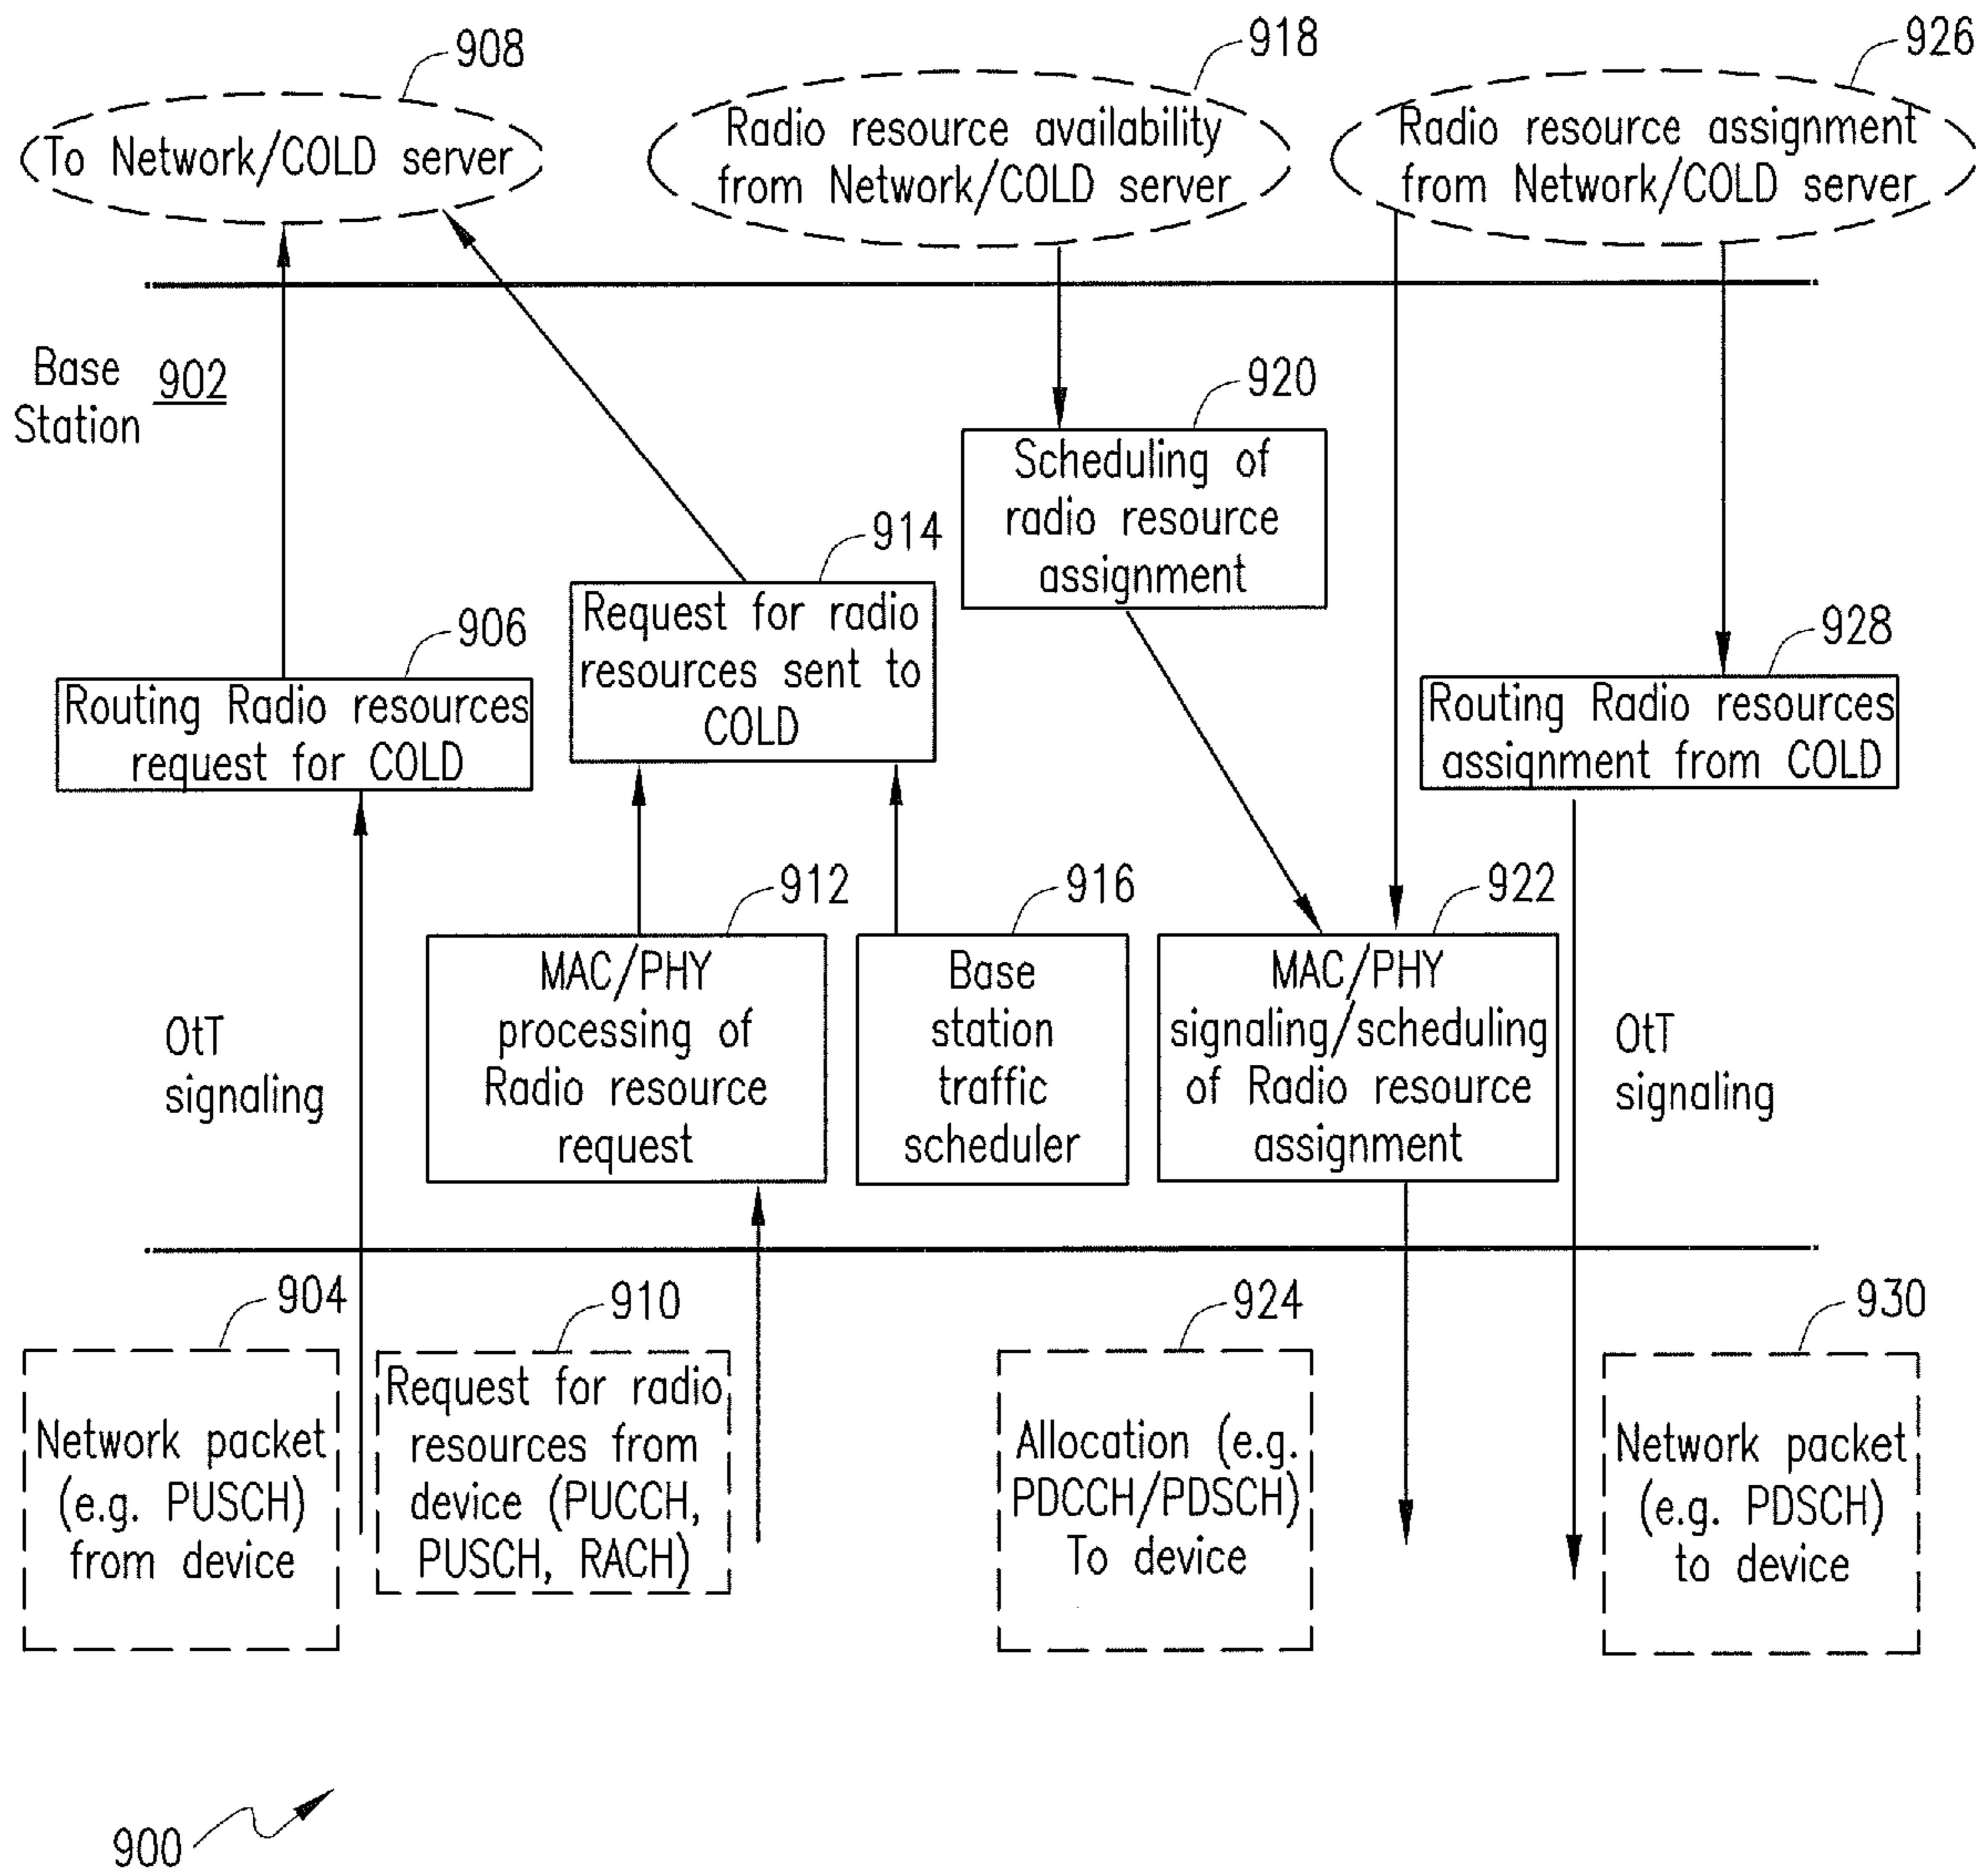 908
To Network/COLD server
918
Radio resource availability
from Network/COLD server
926
Radio resource assignment
from Network/COLD server
Base
Station
902
920
Scheduling of
radio resource
assignment
914
Request for radio
resources sent to
COLD
906
Routing Radio resources
request for COLD
928
Routing Radio resources
assignment from COLD
912
MAC/PHY
processing of
Radio resource
request
916
Base
station
traffic
scheduler
922
MAC/PHY
signaling/scheduling
of Radio resource
assignment
OtT
signaling
OtT
signaling
904
Network packet
(e.g. PUSCH)
from device
910
Request for radio
resources from
device (PUCCH,
PUSCH, RACH)
924
Allocation (e.g.
PDCCH/PDSCH)
To device
930
Network packet
(e.g. PDSCH)
to device
900